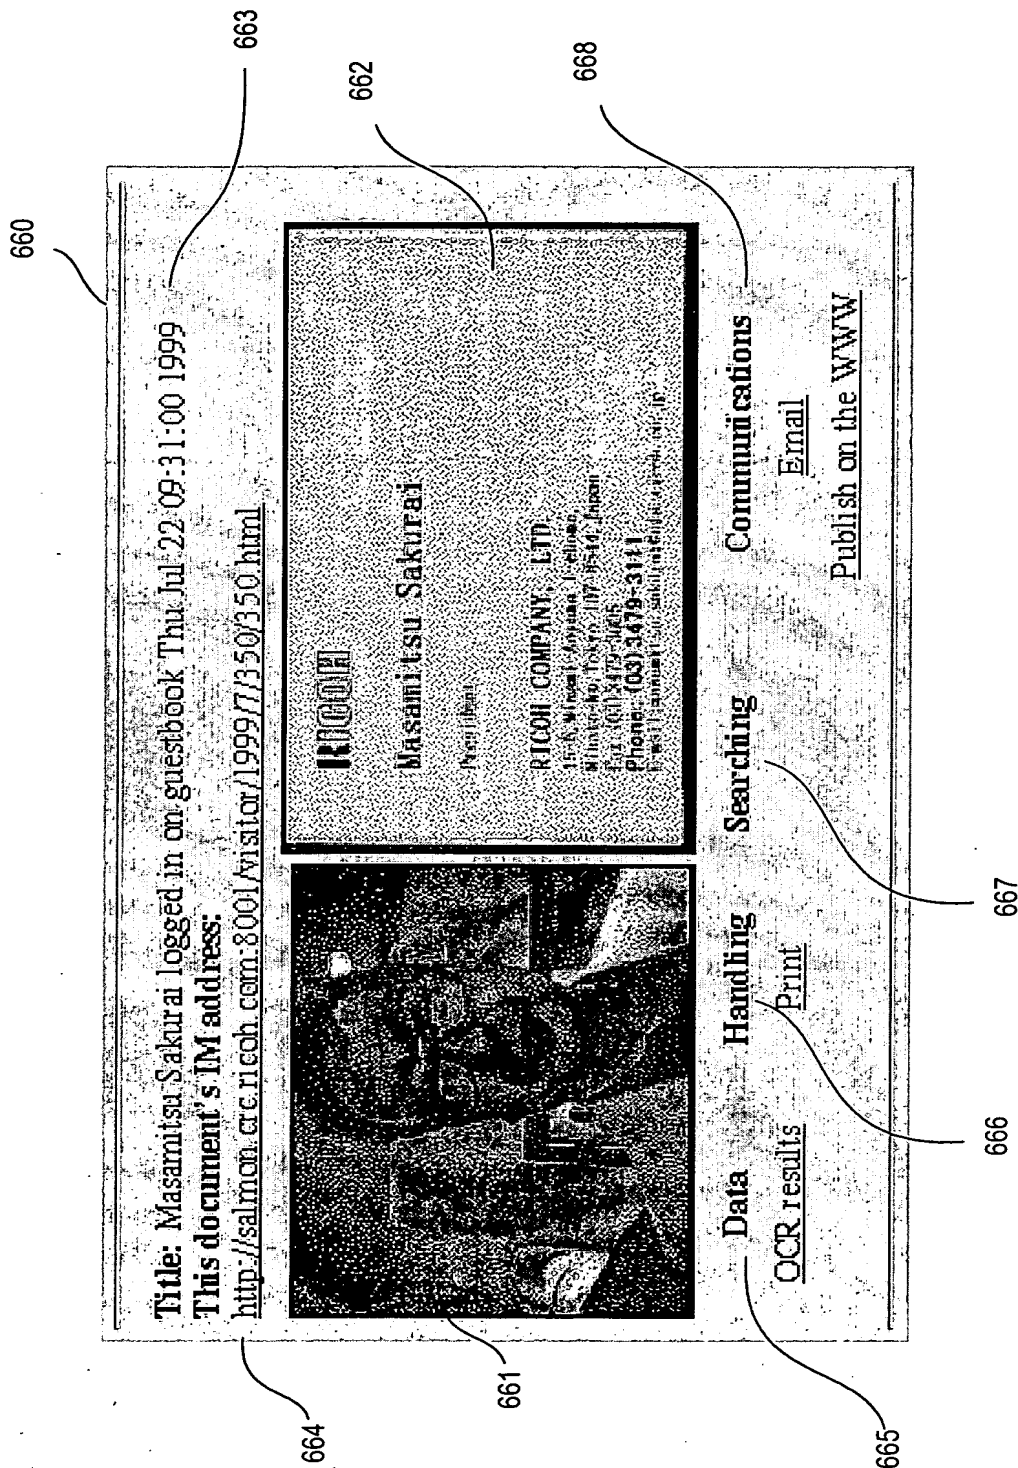 660
663
Title: Masamitsu Sakurai logged in on guestbook Thu Jul 22 09:31:00 1999
This document's IM address:
http://salmon.crc.ricoh.com:8001/visitor/1999/7/350/350.html
664
661
662
RICOH
Masamitsu Sakurai
President
RICOH COMPANY, LTD.
Phone: (03) 3479-3111
Data Handling Searching Communications
OCR results Print Email
Publish on the WWW
665
666
667
668